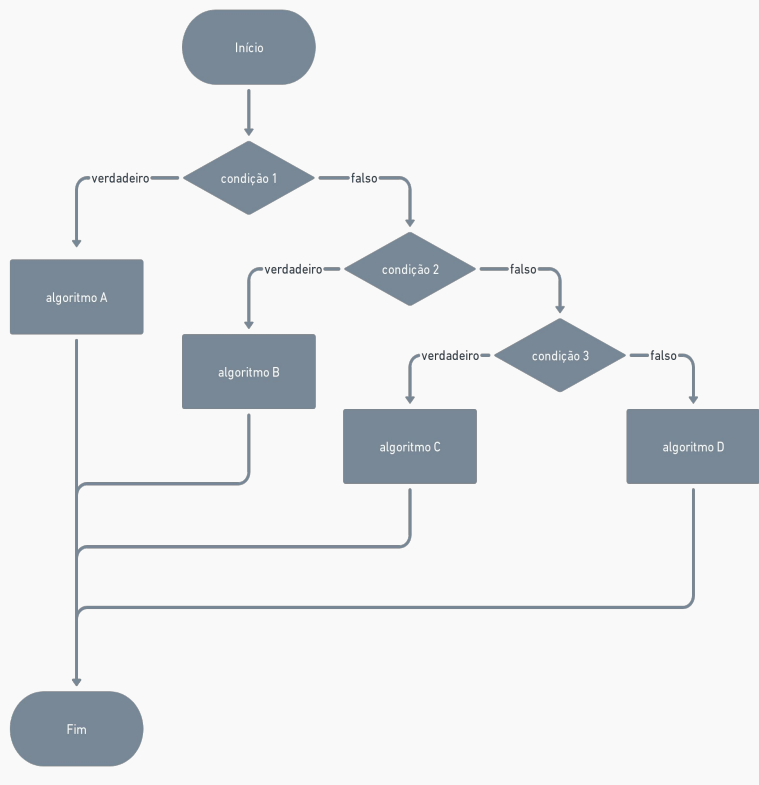 Início
condição 1
verdadeiro
falso
condição 2
verdadeiro
falso
algoritmo A
condição 3
verdadeiro
falso
algoritmo B
algoritmo C
algoritmo D
Fim